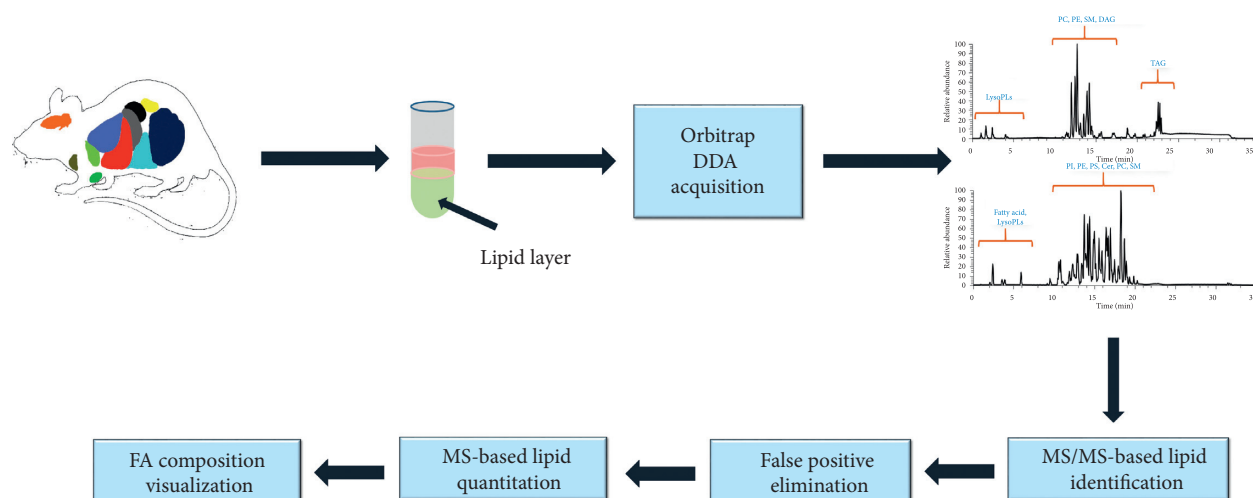 Lipid layer
Orbitrap
DDA
acquisition
PC, PE, SM, DAG
TAG
LysoPLs
Relative abundance
100
90
80
70
60
50
40
30
20
10
0
0 5 10 15 20 25 30 35
Time (min)
PI, PE, PS, Cer, PC, SM
Fatty acid,
LysoPLs
Relative abundance
100
90
80
70
60
50
40
30
20
10
0
0 5 10 15 20 25 30 35
Time (min)
MS/MS-based lipid
identification
False positive
elimination
MS-based lipid
quantitation
FA composition
visualization